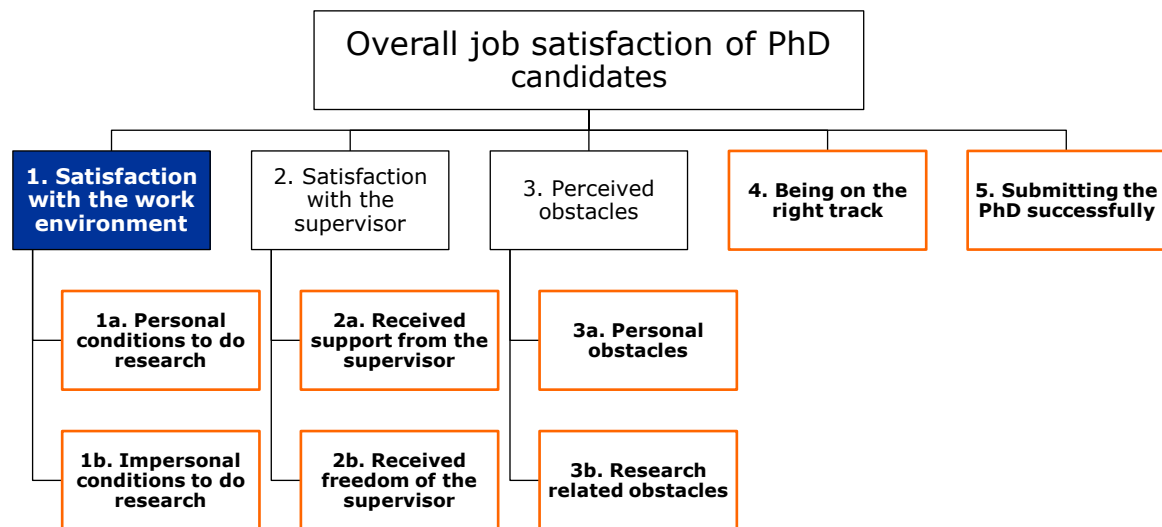 Overall job satisfaction of PhD
candidates
1. Satisfaction
with the work
environment
2. Satisfaction
with the
supervisor
3. Perceived
obstacles
4. Being on the
right track
5. Submitting the
PhD successfully
1a. Personal
conditions to do
research
2a. Received
support from the
supervisor
3a. Personal
obstacles
1b. Impersonal
conditions to do
research
2b. Received
freedom of the
supervisor
3b. Research
related obstacles